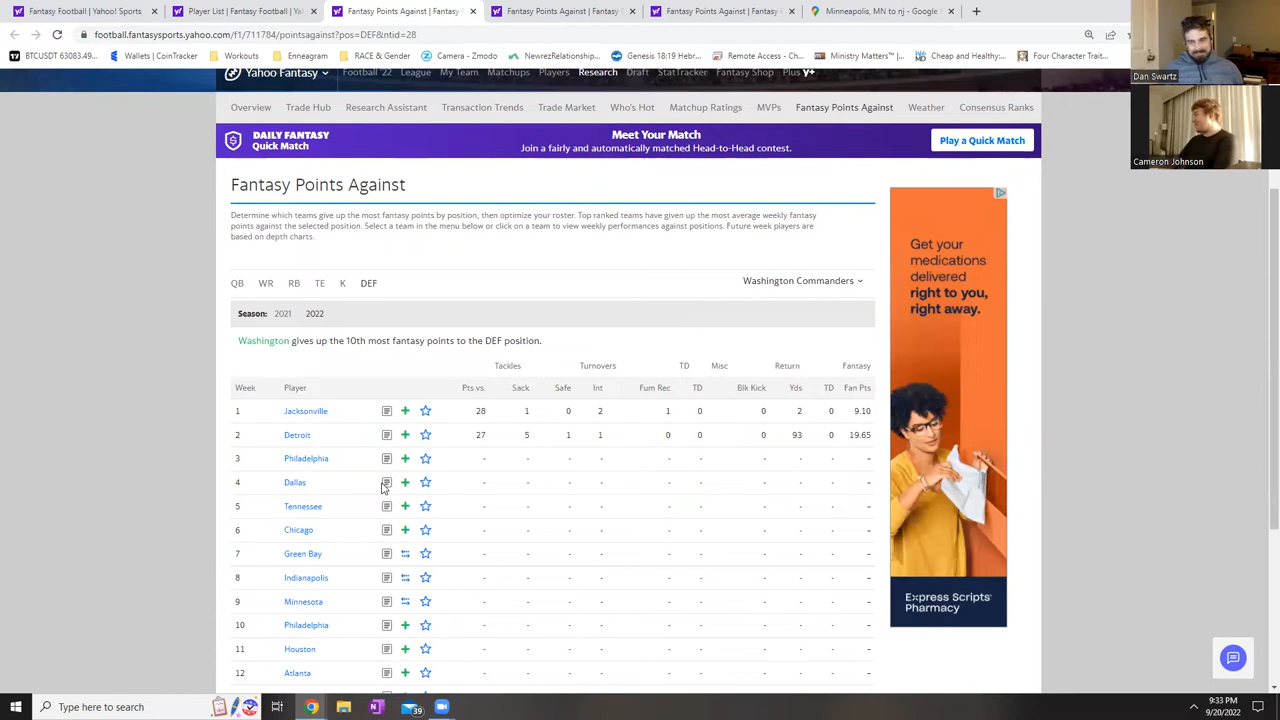 Fantasy Football | Yahoo! Sports
Player List | Fantasy Football | Y
Fantasy Points Against | Fantasy
Fantasy Points Against | Fantasy
Fantasy Points Against | Fantasy
Minneapolis, MN to nj - Google
football.fantasysports.yahoo.com/f1/711784/pointsagainst?pos=DEF&ntid=28
BTCUSDT 63083.49...
Wallets | CoinTracker
Workouts
Enneagram
RACE & Gender
Camera - Zmodo
NewrezRelationship...
Genesis 18:19 Hebr...
Remote Access - Ch...
Ministry Matters™ |...
Cheap and Healthy:...
Four Character Trait...
Dan Swartz
Cameron Johnson
Yahoo Fantasy Football '22 League My Team Matchups Players Research Draft StatTracker Fantasy Shop Plus y+
Overview Trade Hub Research Assistant Transaction Trends Trade Market Who's Hot Matchup Ratings MVPs Fantasy Points Against Weather Consensus Ranks
DAILY FANTASY
Quick Match
Meet Your Match
Join a fairly and automatically matched Head-to-Head contest.
Play a Quick Match
Fantasy Points Against
Determine which teams give up the most fantasy points by position, then optimize your roster. Top ranked teams have given up the most average weekly fantasy
points against the selected position. Select a team in the menu below or click on a team to view weekly performances against positions. Future week players are
based on depth charts.
QB WR RB TE K DEF
Washington Commanders
Season: 2021 2022
Washington gives up the 10th most fantasy points to the DEF position.
Tackles Turnovers TD Misc Return Fantasy
Week Player Pts vs. Sack Safe Int Fum Rec TD Blk Kick Yds TD Fan Pts
1 Jacksonville 28 1 0 2 1 0 0 2 0 9.10
2 Detroit 27 5 1 1 0 0 0 93 0 19.65
3 Philadelphia - - - - - - - - - -
4 Dallas - - - - - - - - - -
5 Tennessee - - - - - - - - - -
6 Chicago - - - - - - - - - -
7 Green Bay - - - - - - - - - -
8 Indianapolis - - - - - - - - - -
9 Minnesota - - - - - - - - - -
10 Philadelphia - - - - - - - - - -
11 Houston - - - - - - - - - -
12 Atlanta - - - - - - - - - -
Get your
medications
delivered
right to you,
right away.
Express Scripts®
Pharmacy
Type here to search
39
9:33 PM
9/20/2022